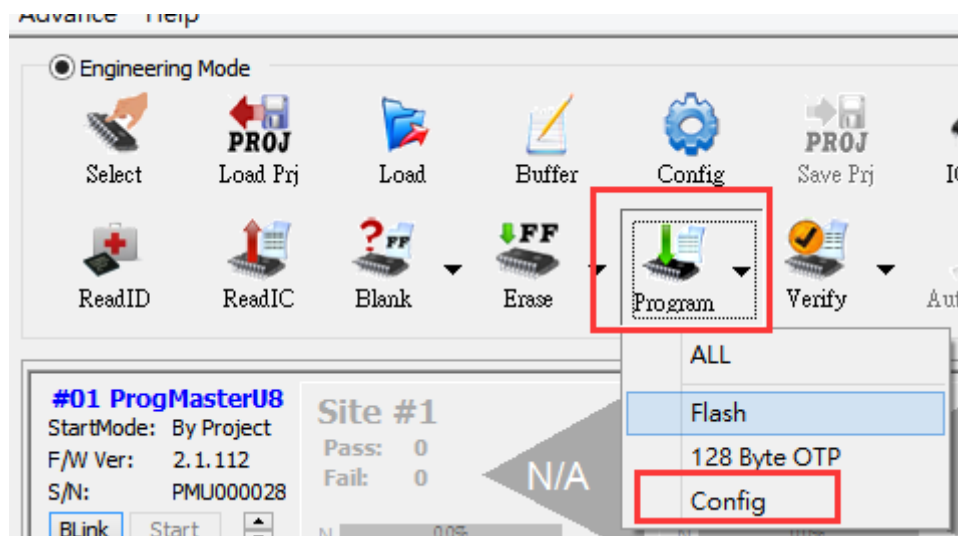 Advance Help
Engineering Mode
PROJ PROJ
Select Load Prj Load Buffer Config Save Prj
? FF FF
ReadID ReadIC Blank Erase Program Verify
ALL
Flash
128 Byte OTP
Config
#01 ProgMasterU8
StartMode: By Project
F/W Ver: 2.1.112
S/N: PMU000028
BLink Start
Site #1
Pass: 0
Fail: 0
N/A